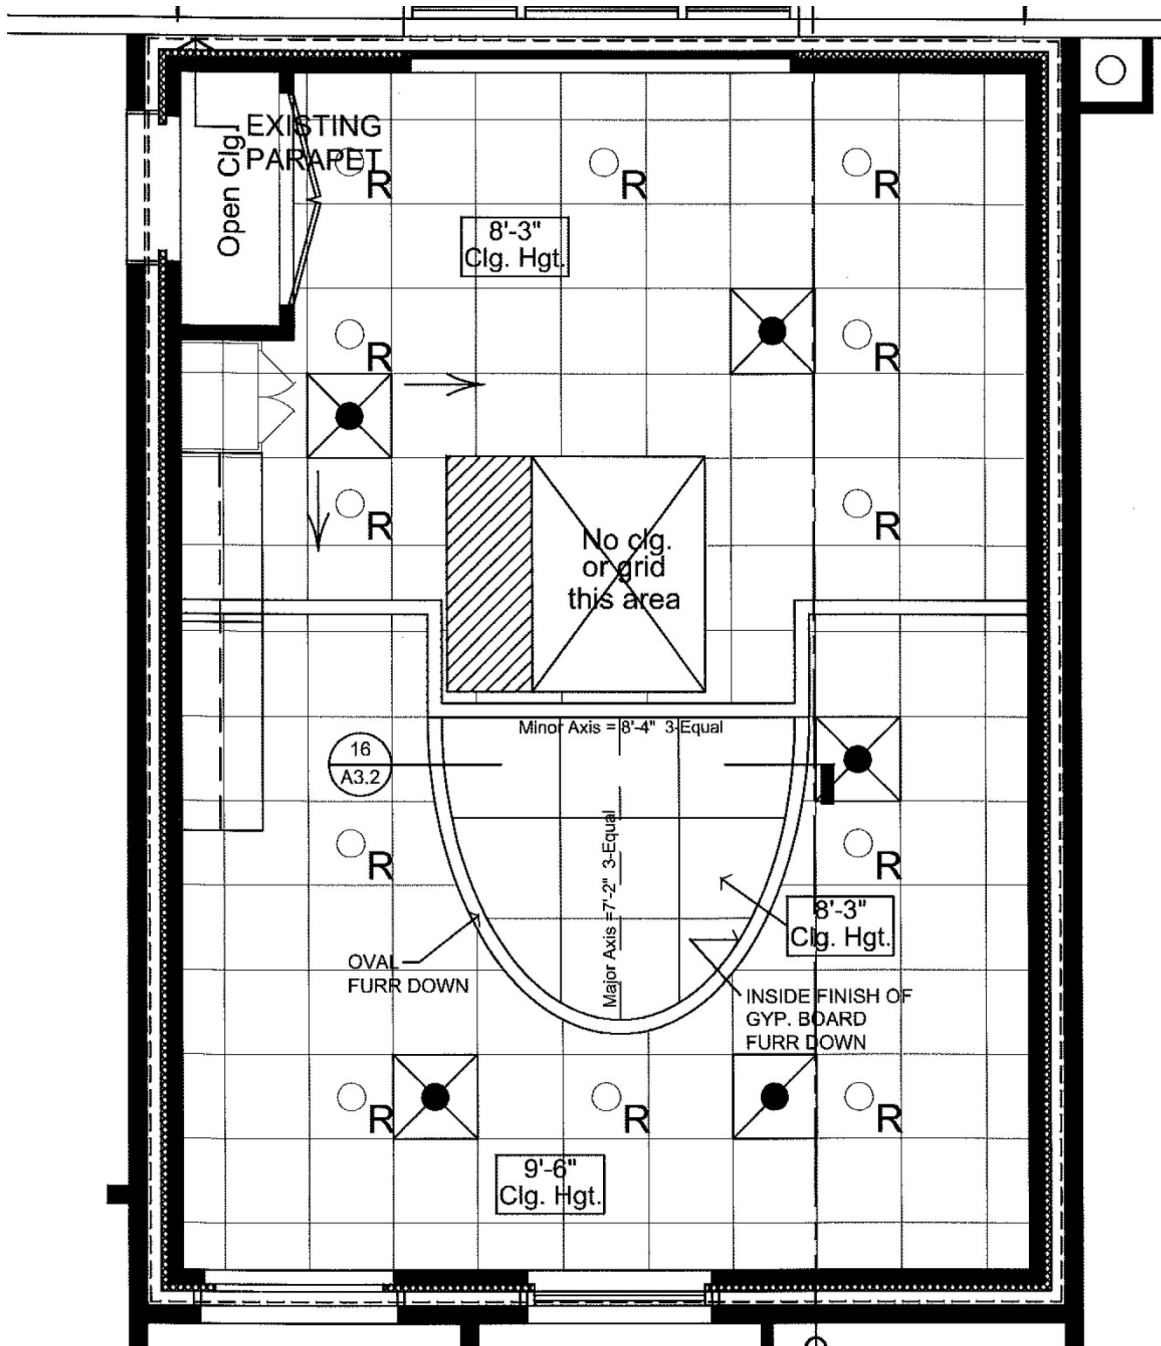 EXISTING
PARAPET
Open Clg.
R
R
R
8'-3"
Clg. Hgt.
R
R
R
R
No clg.
or grid
this area
Minor Axis = 8'-4" 3-Equal
16
A3.2
Major Axis =7'-2" 3-Equal
R
R
8'-3"
Clg. Hgt.
OVAL
FURR DOWN
INSIDE FINISH OF
GYP. BOARD
FURR DOWN
R
R
R
9'-6"
Clg. Hgt.